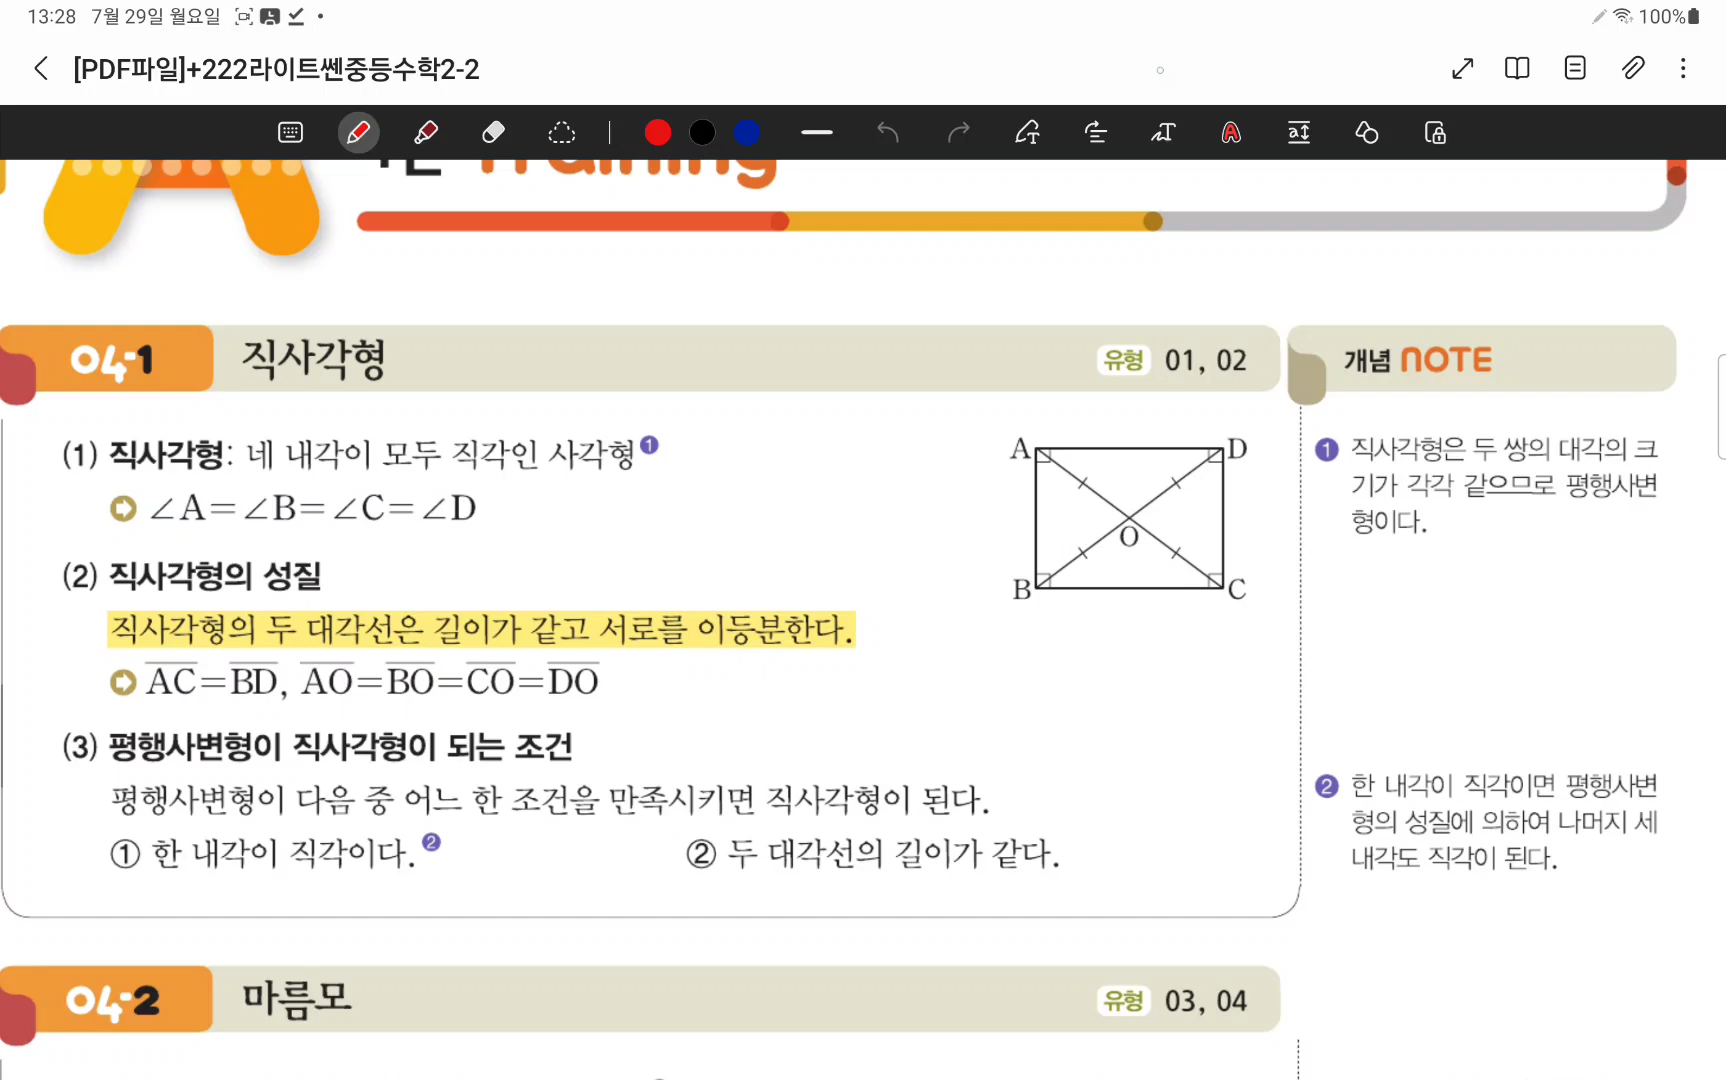 13:28 7월 29일 월요일
100%
[PDF파일]+222라이트쎈중등수학2-2
Training
04-1 직사각형 유형 01, 02
개념 NOTE
(1) 직사각형: 네 내각이 모두 직각인 사각형❶
∠A=∠B=∠C=∠D
(2) 직사각형의 성질
직사각형의 두 대각선은 길이가 같고 서로를 이등분한다.
A̅C̅=B̅D̅, A̅O̅=B̅O̅=C̅O̅=D̅O̅
(3) 평행사변형이 직사각형이 되는 조건
평행사변형이 다음 중 어느 한 조건을 만족시키면 직사각형이 된다.
① 한 내각이 직각이다.❷ ② 두 대각선의 길이가 같다.
A D
O
B C
❶ 직사각형은 두 쌍의 대각의 크
기가 각각 같으므로 평행사변
형이다.
❷ 한 내각이 직각이면 평행사변
형의 성질에 의하여 나머지 세
내각도 직각이 된다.
04-2 마름모 유형 03, 04